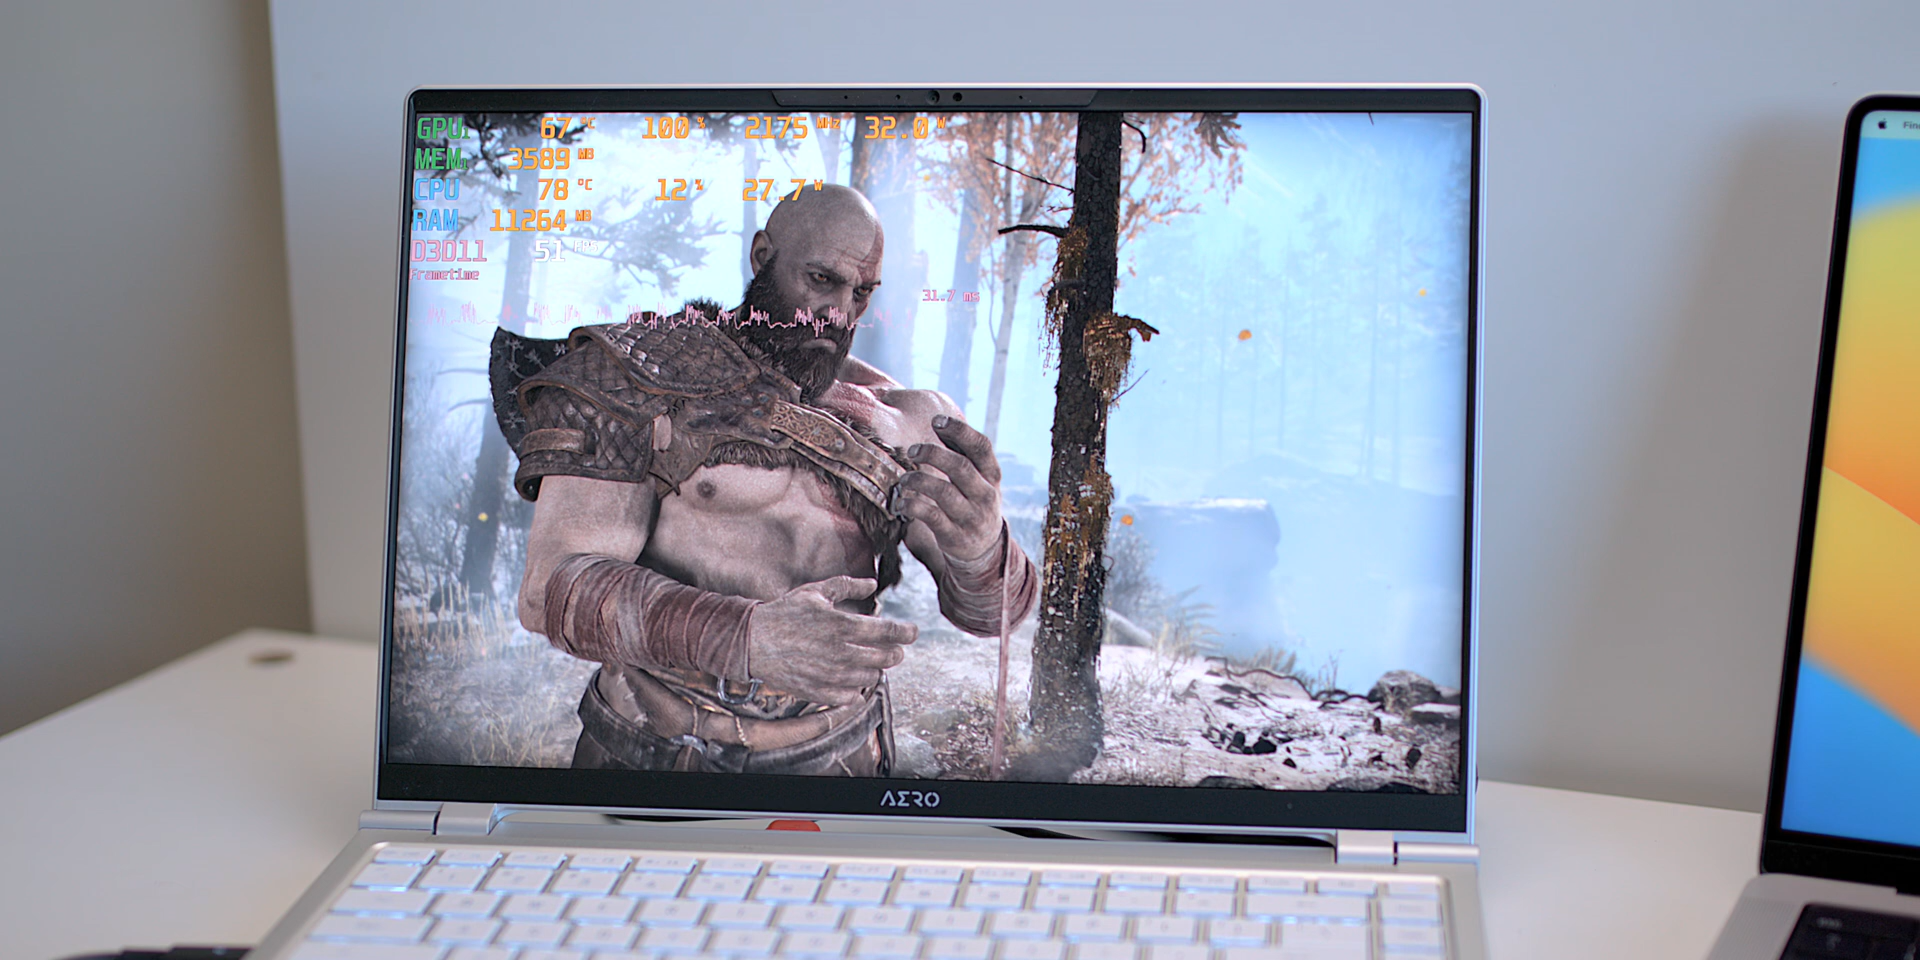 GPU 67 °C 100 % 2175 MHz 32.0 W
MEM 3589 MB
CPU 78 °C 12 % 27.7 W
RAM 11264 MB
D3D11 51 FPS
Frametime
31.7 ms
AERO